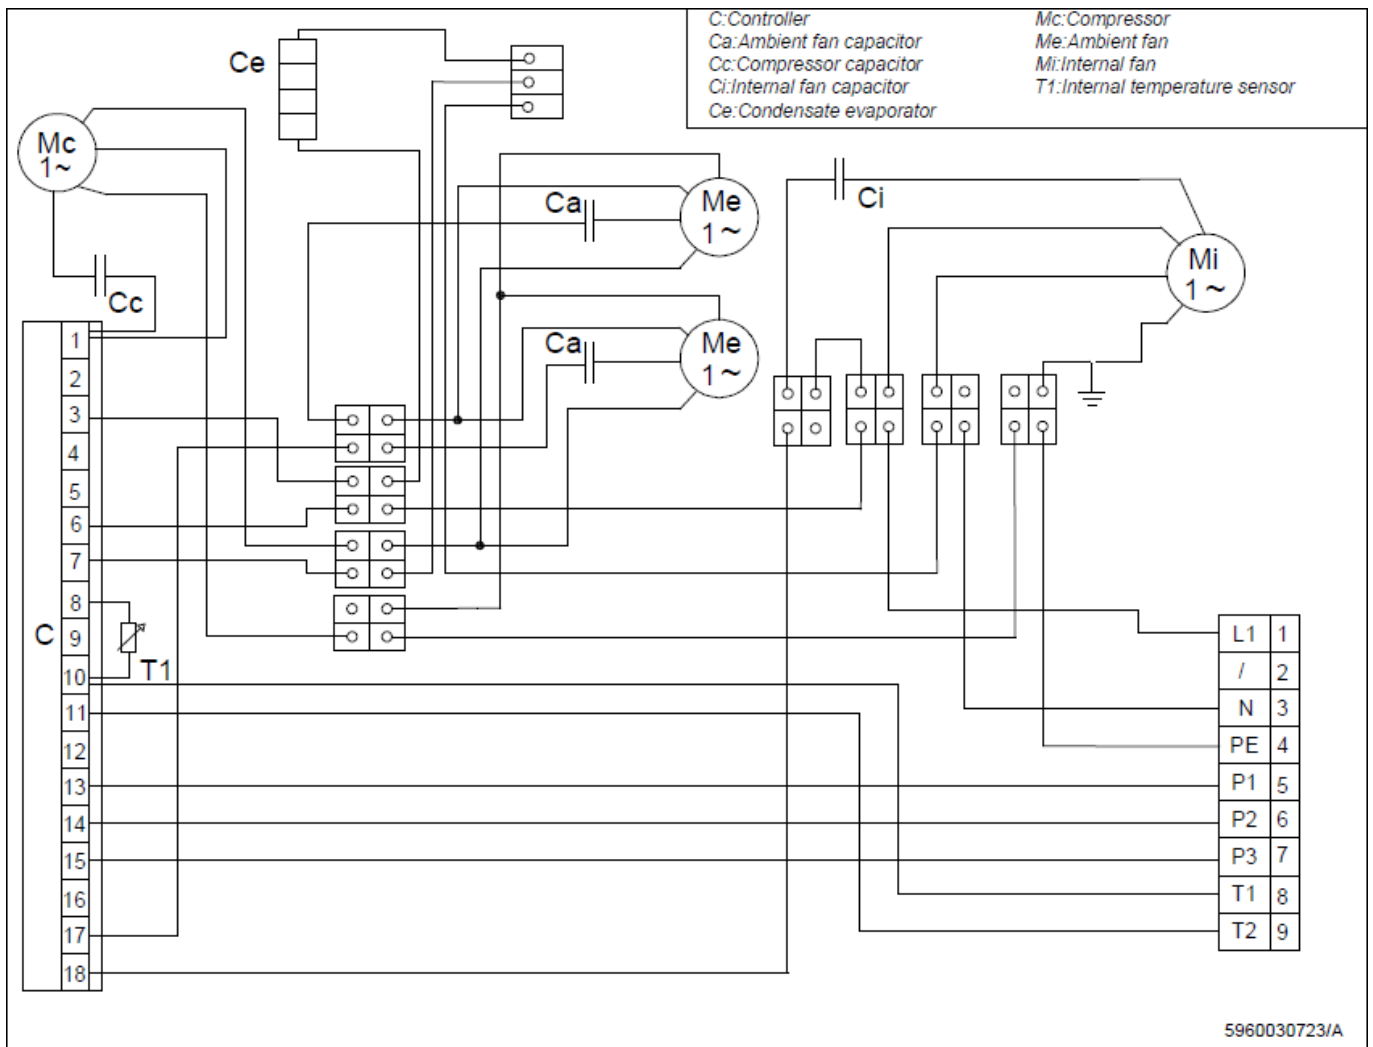 C:Controller
Mc:Compressor
Ca:Ambient fan capacitor
Me:Ambient fan
Cc:Compressor capacitor
Mi:Internal fan
Ci:Internal fan capacitor
T1:Internal temperature sensor
Ce:Condensate evaporator
Ce
Mc
1~
Cc
Ca
Me
1~
Ca
Me
1~
Ci
Mi
1~
C
1
2
3
4
5
6
7
8
9
10
11
12
13
14
15
16
17
18
T1
L1 1
/ 2
N 3
PE 4
P1 5
P2 6
P3 7
T1 8
T2 9
5960030723/A